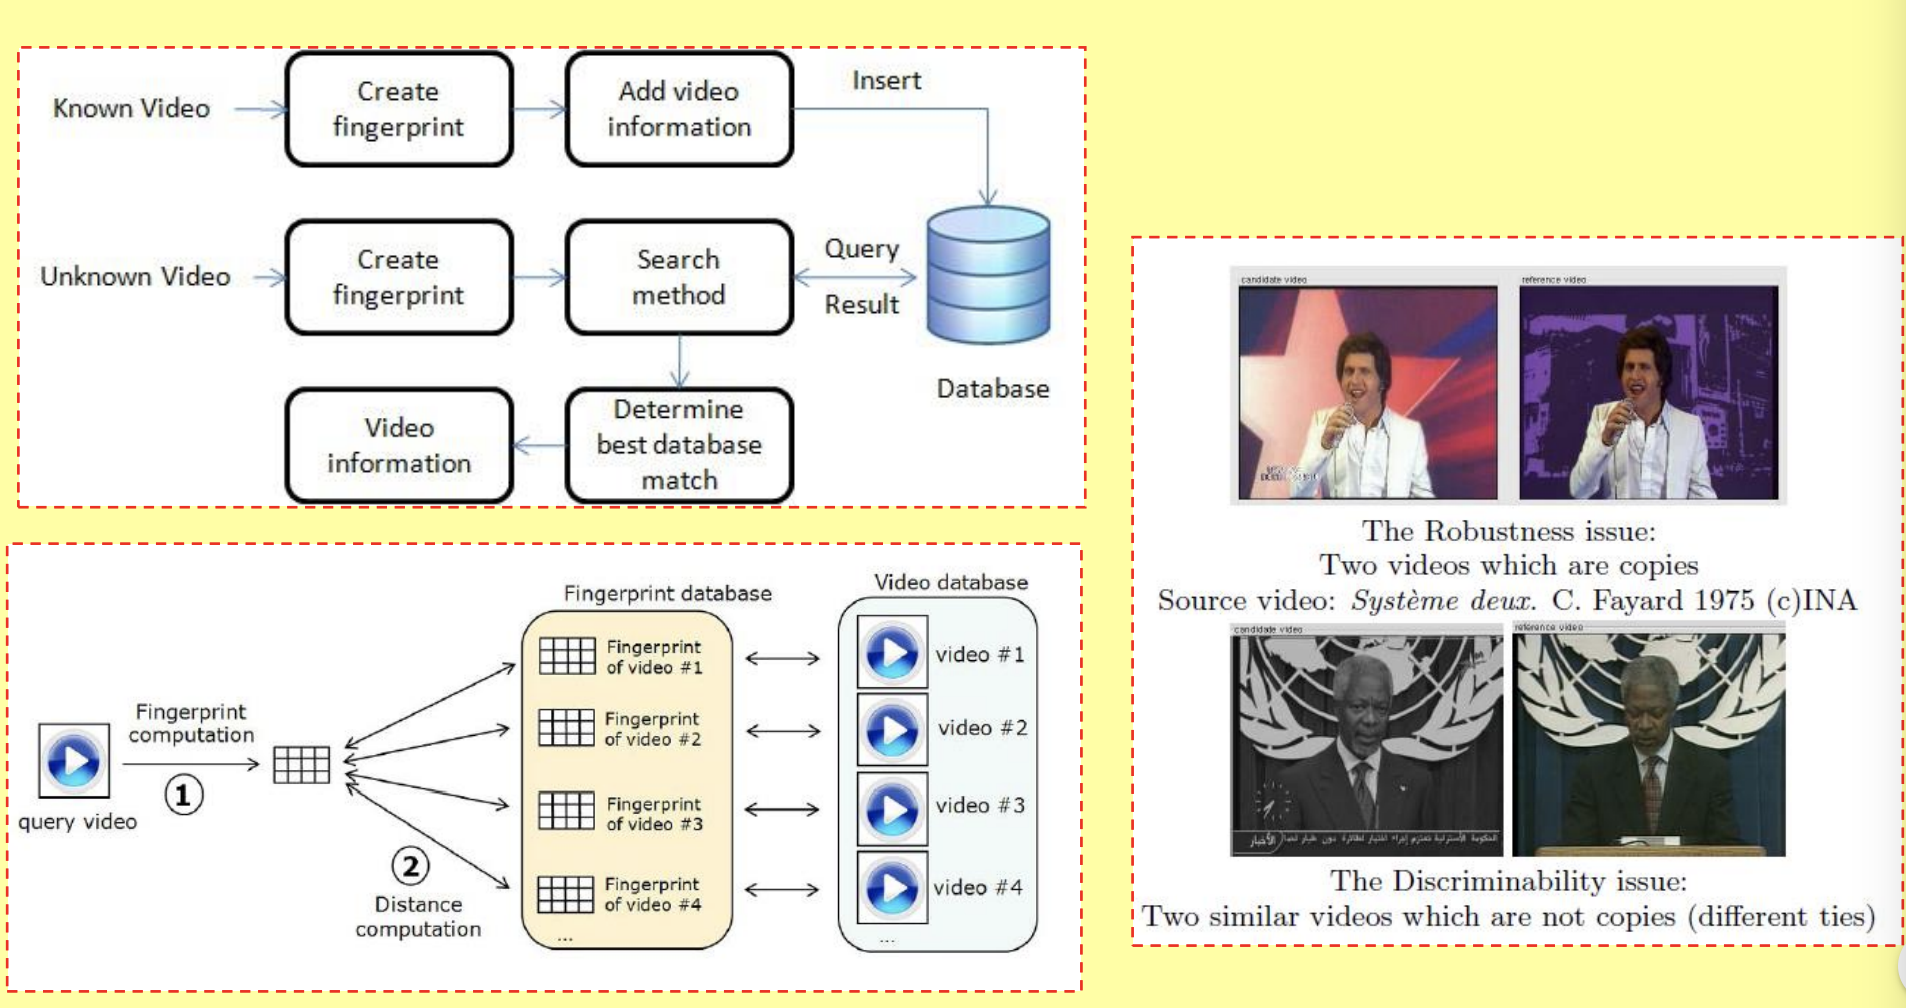 Known Video
Create
fingerprint
Add video
information
Insert
Unknown Video
Create
fingerprint
Search
method
Query
Result
Database
Video
information
Determine
best database
match
Fingerprint database
Video database
Fingerprint
of video #1
video #1
Fingerprint
of video #2
video #2
Fingerprint
of video #3
video #3
Fingerprint
of video #4
video #4
...
...
query video
Fingerprint
computation
1
2
Distance
computation
candidate video
reference video
The Robustness issue:
Two videos which are copies
Source video: Système deux. C. Fayard 1975 (c)INA
candidate video
reference video
الأخبار
The Discriminability issue:
Two similar videos which are not copies (different ties)